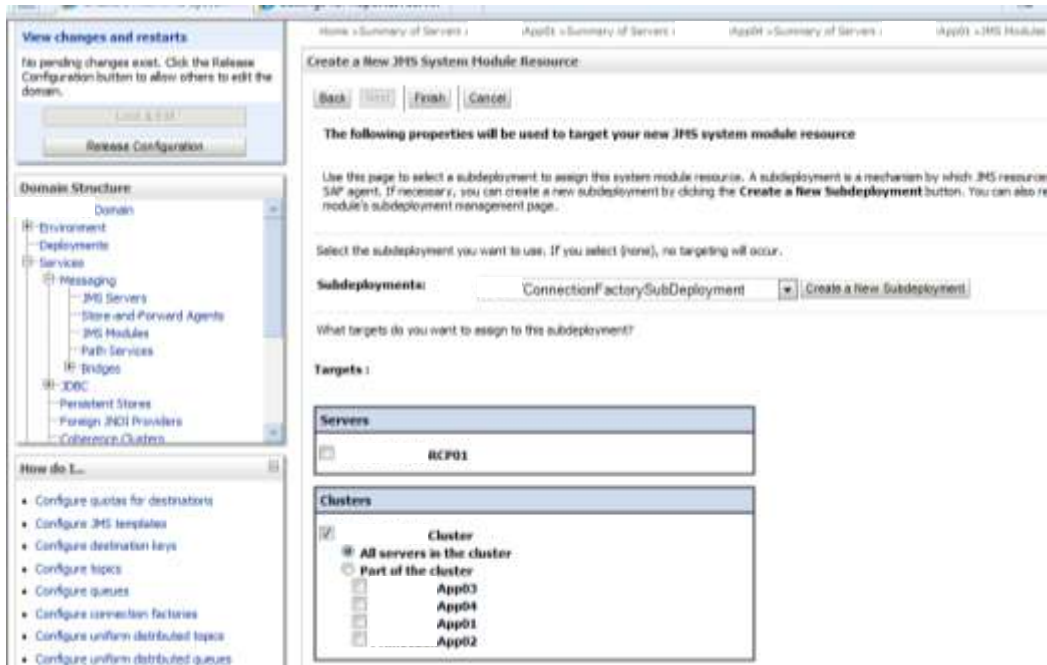 View changes and restarts
No pending changes exist. Click the Release
Configuration button to allow others to edit the
domain.
Lock & Edit
Release Configuration
Domain Structure
Domain
Environment
Deployments
Services
Messaging
JMS Servers
Store-and-Forward Agents
JMS Modules
Path Services
Bridges
JDBC
Persistent Stores
Foreign JNDI Providers
Coherence Clusters
How do I...
Configure quotas for destinations
Configure JMS templates
Configure destination keys
Configure topics
Configure queues
Configure connection factories
Configure uniform distributed topics
Configure uniform distributed queues
Home >Summary of Servers App01 >Summary of Servers App04 >Summary of Servers App01 >JMS Modules
Create a New JMS System Module Resource
Back Next Finish Cancel
The following properties will be used to target your new JMS system module resource
Use this page to select a subdeployment to assign this system module resource. A subdeployment is a mechanism by which JMS resources
SAF agent. If necessary, you can create a new subdeployment by clicking the Create a New Subdeployment button. You can also re
module's subdeployment management page.
Select the subdeployment you want to use. If you select (none), no targeting will occur.
Subdeployments: ConnectionFactorySubDeployment Create a New Subdeployment
What targets do you want to assign to this subdeployment?
Targets :
Servers
RCP01
Clusters
Cluster
All servers in the cluster
Part of the cluster
App03
App04
App01
App02